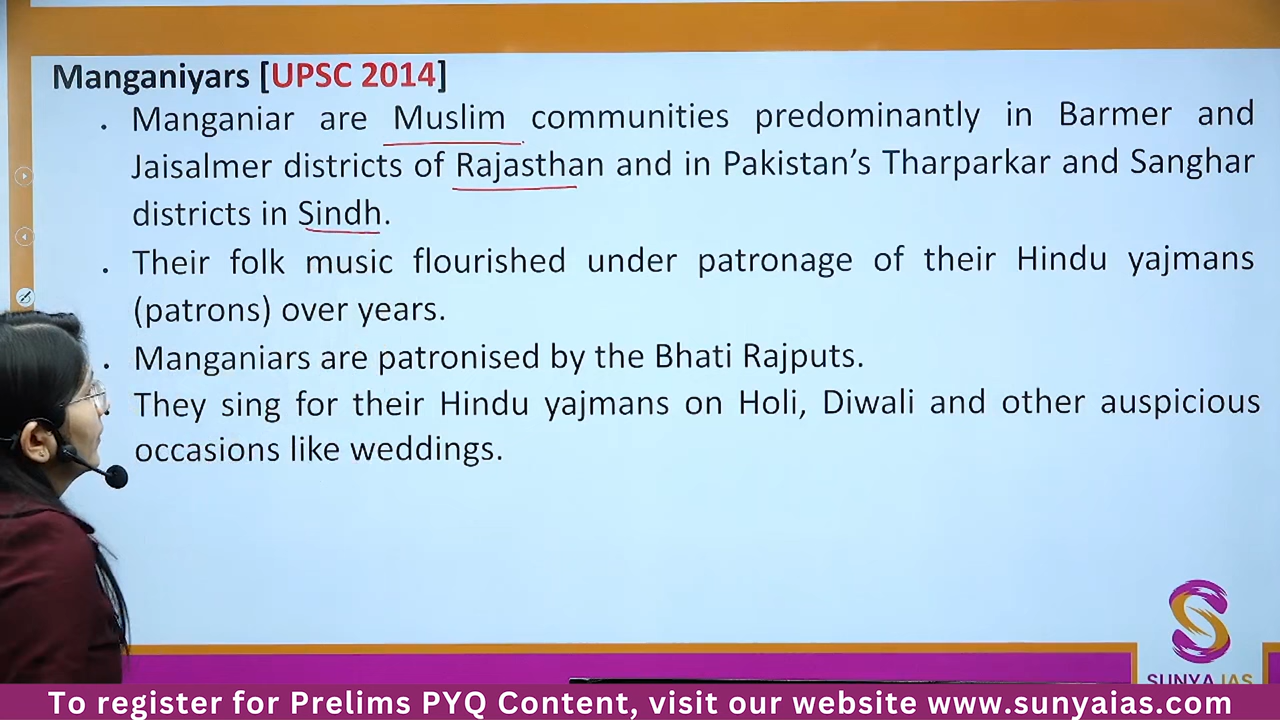 Manganiyars [UPSC 2014]
• Manganiar are Muslim communities predominantly in Barmer and
Jaisalmer districts of Rajasthan and in Pakistan’s Tharparkar and Sanghar
districts in Sindh.
• Their folk music flourished under patronage of their Hindu yajmans
(patrons) over years.
• Manganiars are patronised by the Bhati Rajputs.
• They sing for their Hindu yajmans on Holi, Diwali and other auspicious
occasions like weddings.
SUNYA IAS
To register for Prelims PYQ Content, visit our website www.sunyaias.com